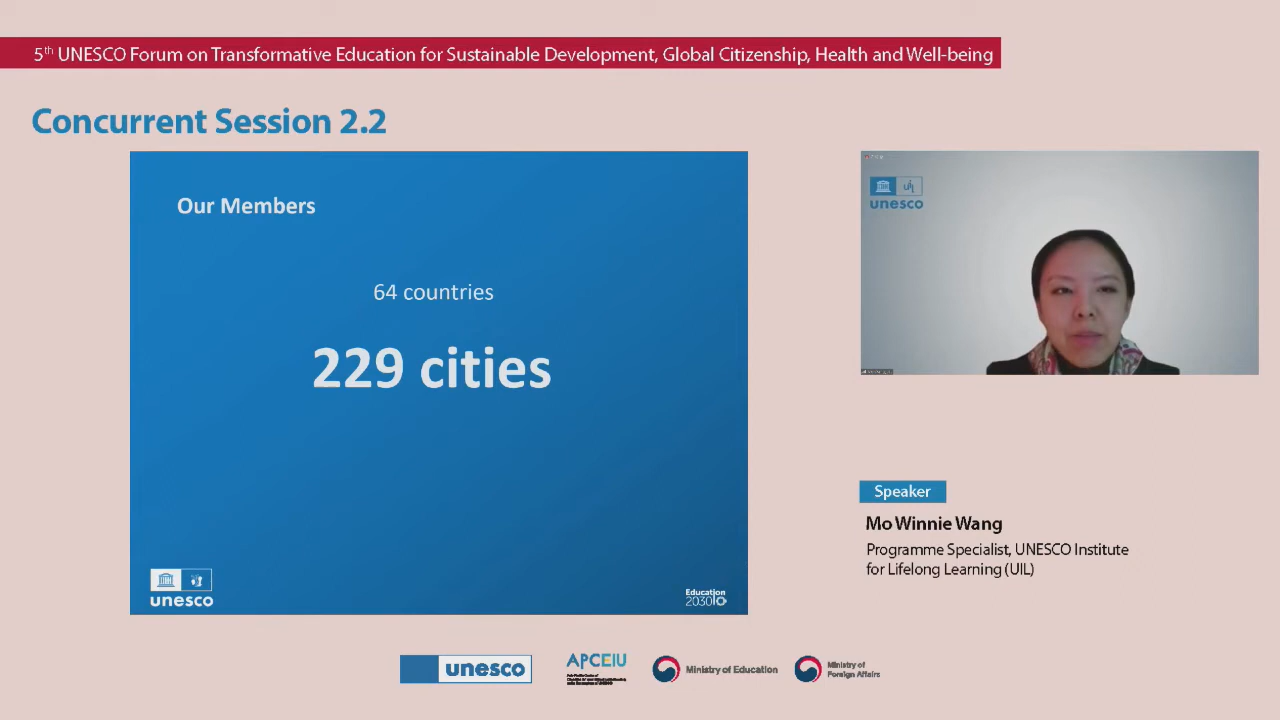 5th UNESCO Forum on Transformative Education for Sustainable Development, Global Citizenship, Health and Well-being
Concurrent Session 2.2
Our Members
64 countries
229 cities
unesco
Education
2030
unesco
Speaker
Mo Winnie Wang
Programme Specialist, UNESCO Institute
for Lifelong Learning (UIL)
unesco
APCEIU
Ministry of Education
Ministry of
Foreign Affairs